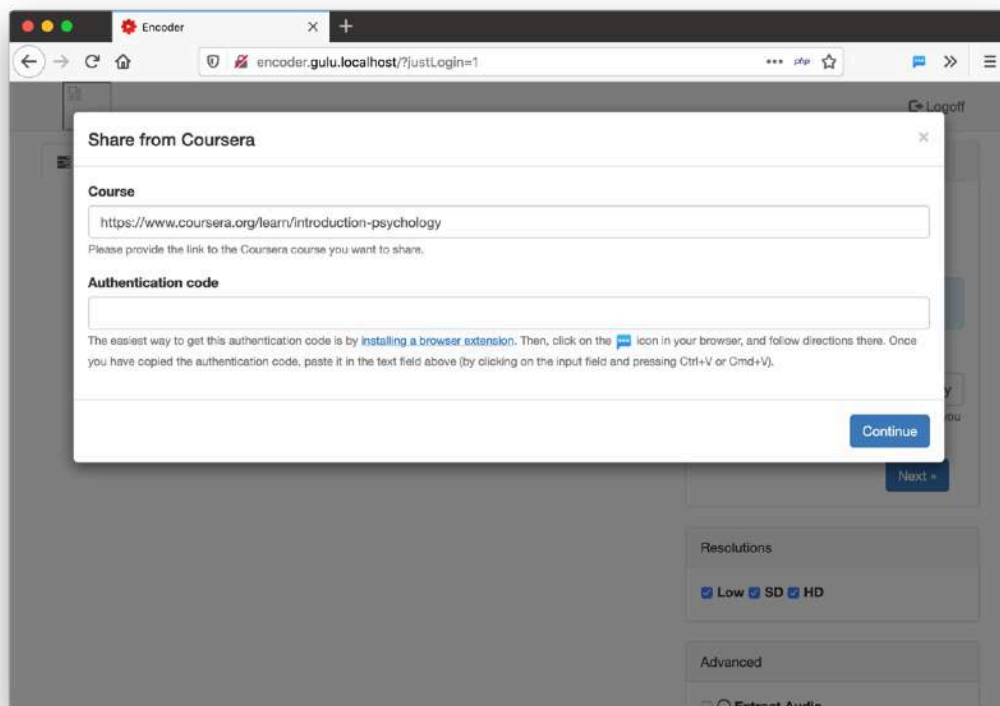 Encoder
encoder.gulu.localhost/?justLogin=1
php
Logoff
Share from Coursera
Course
https://www.coursera.org/learn/introduction-psychology
Please provide the link to the Coursera course you want to share.
Authentication code
The easiest way to get this authentication code is by installing a browser extension. Then, click on the icon in your browser, and follow directions there. Once
you have copied the authentication code, paste it in the text field above (by clicking on the input field and pressing Ctrl+V or Cmd+V).
y
you
Continue
Next »
Resolutions
Low SD HD
Advanced
Extract Audio